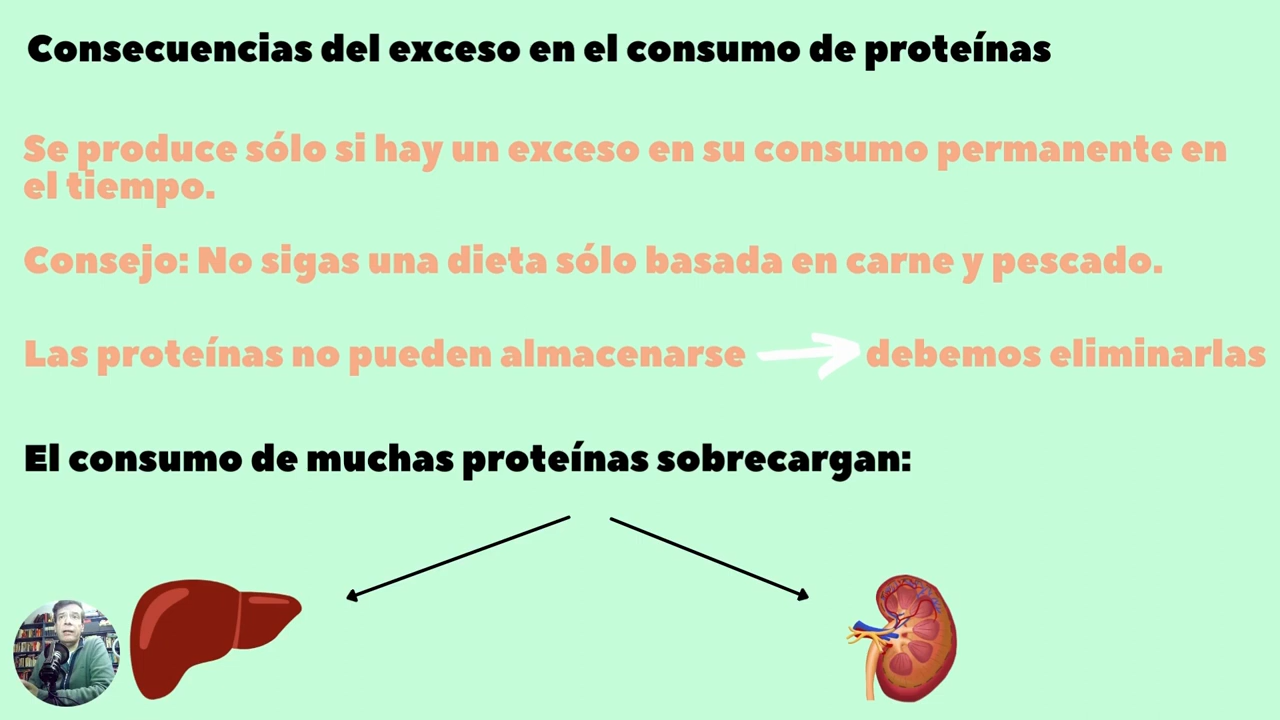 Consecuencias del exceso en el consumo de proteínas
Se produce sólo si hay un exceso en su consumo permanente en
el tiempo.
Consejo: No sigas una dieta sólo basada en carne y pescado.
Las proteínas no pueden almacenarse debemos eliminarlas
El consumo de muchas proteínas sobrecargan: